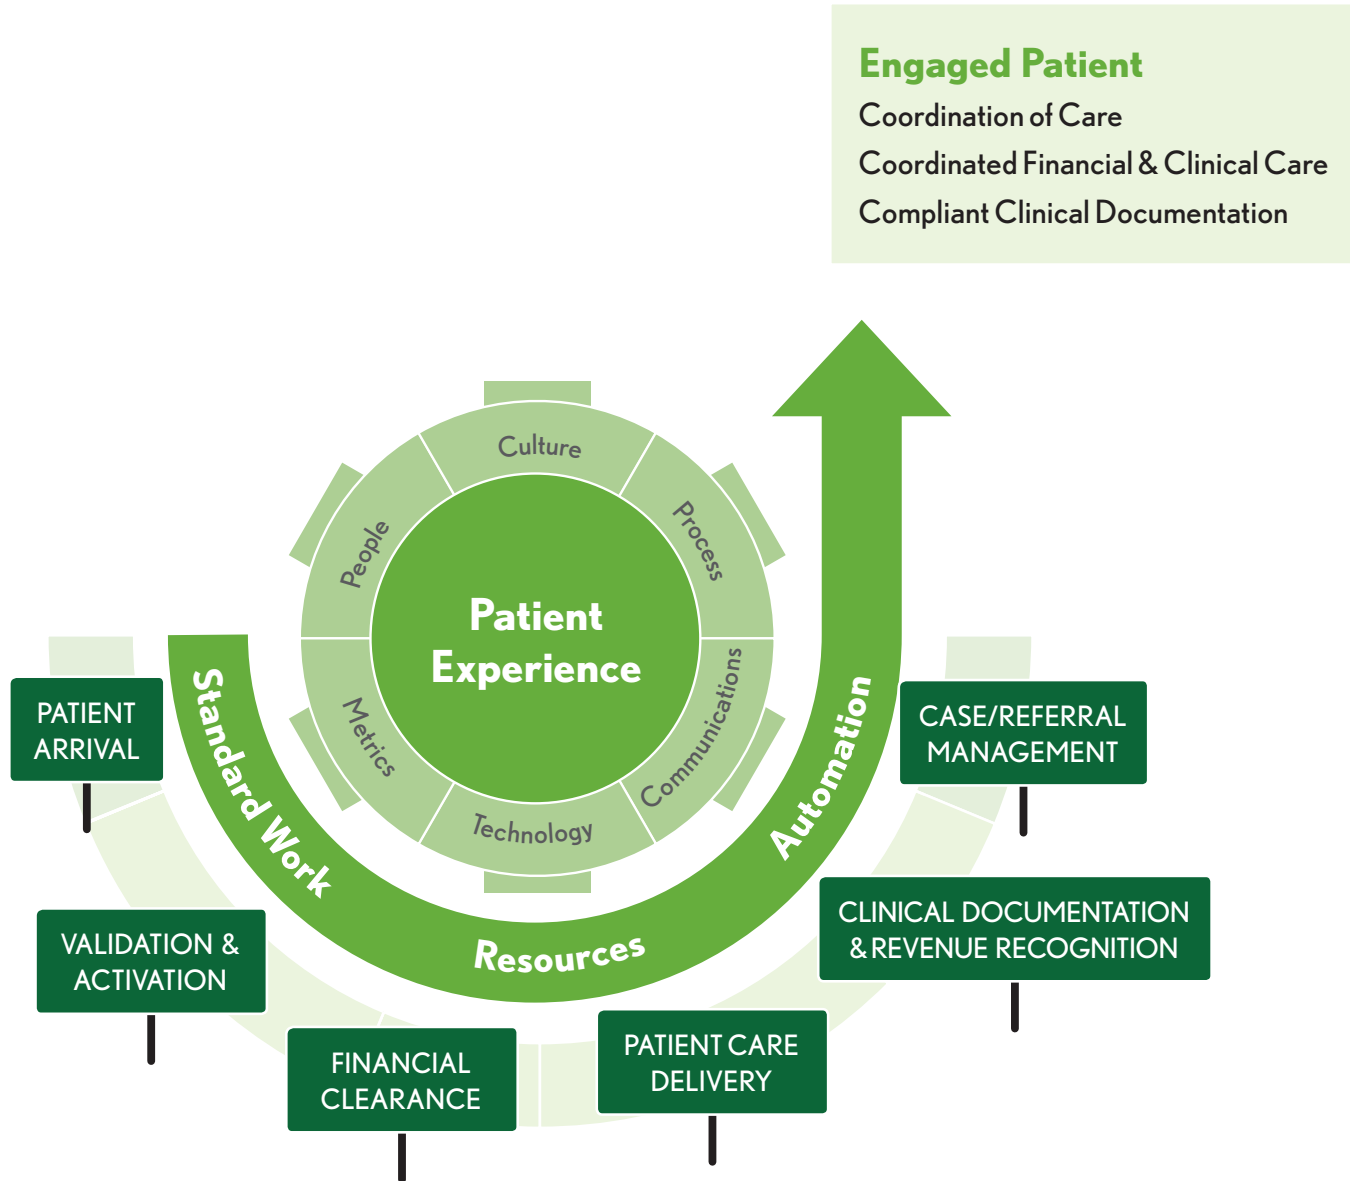 Engaged Patient
Coordination of Care
Coordinated Financial & Clinical Care
Compliant Clinical Documentation
Culture
Process
People
Patient
Experience
Metrics
Communications
Technology
Standard Work
Resources
Automation
PATIENT
ARRIVAL
VALIDATION &
ACTIVATION
FINANCIAL
CLEARANCE
PATIENT CARE
DELIVERY
CLINICAL DOCUMENTATION
& REVENUE RECOGNITION
CASE/REFERRAL
MANAGEMENT